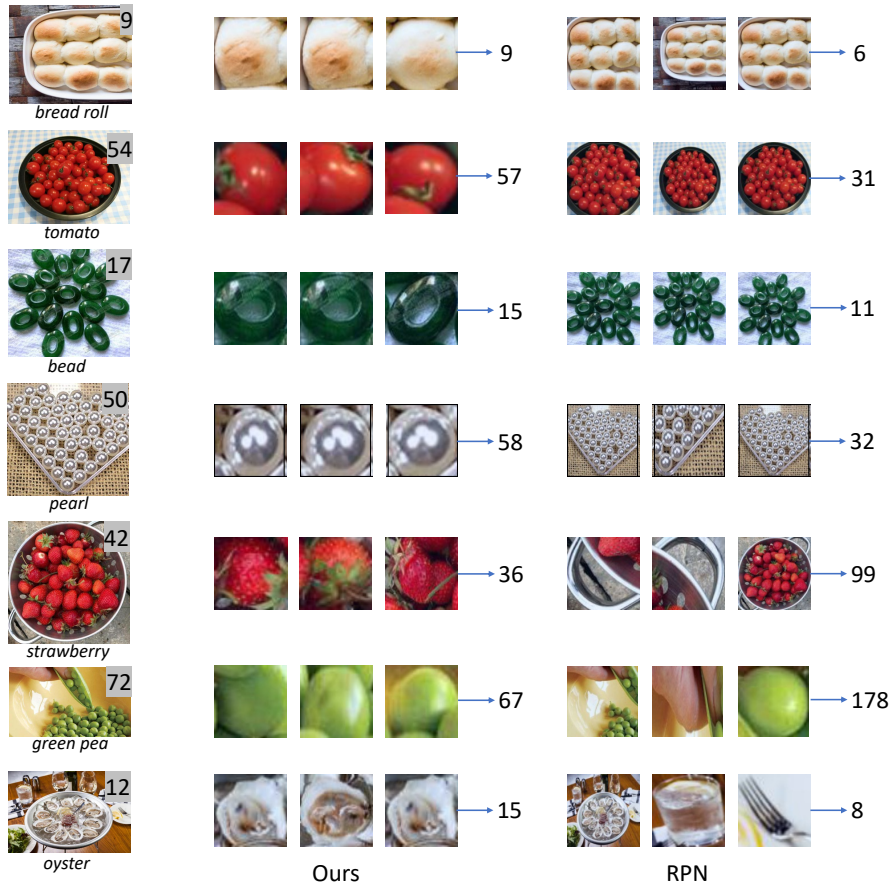 9
9
6
bread roll
54
57
31
tomato
17
15
11
bead
50
58
32
pearl
42
36
99
strawberry
72
67
178
green pea
12
15
8
oyster
Ours
RPN